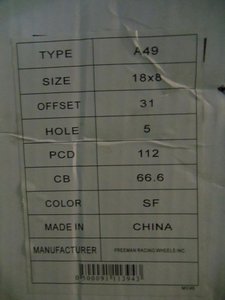 TYPE A49
SIZE 18x8
OFFSET 31
HOLE 5
PCD 112
CB 66.6
COLOR SF
MADE IN CHINA
MANUFACTURER FREEMAN RACING WHEELS INC.